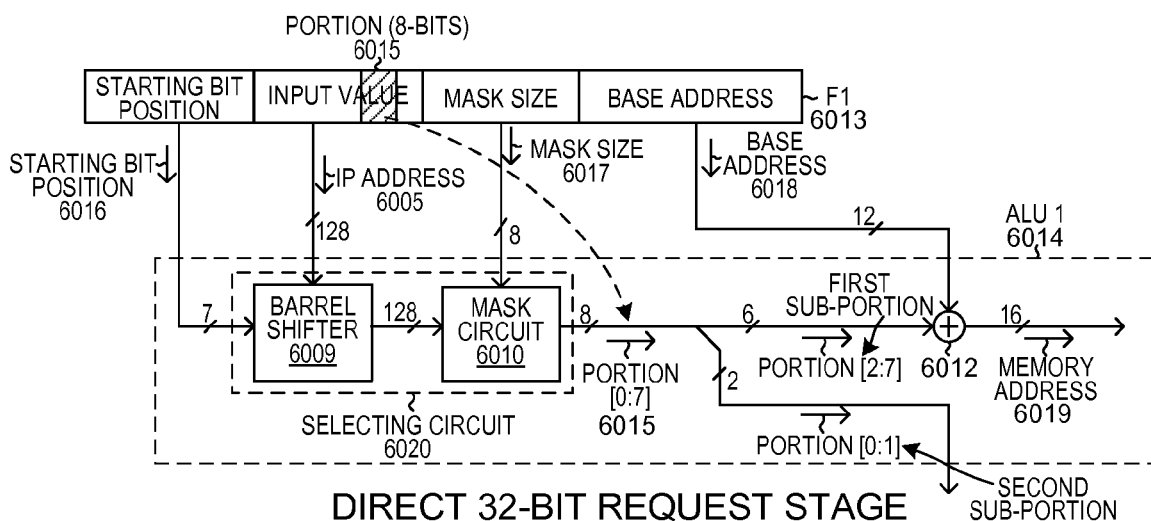 PORTION (8-BITS)
6015
STARTING BIT
POSITION
INPUT VALUE
MASK SIZE
BASE ADDRESS
F1
6013
STARTING BIT
POSITION
6016
IP ADDRESS
6005
MASK SIZE
6017
BASE
ADDRESS
6018
128
8
12
ALU 1
6014
7
BARREL
SHIFTER
6009
128
MASK
CIRCUIT
6010
8
PORTION
[0:7]
6015
6
FIRST
SUB-PORTION
PORTION [2:7]
+
6012
16
MEMORY
ADDRESS
6019
2
PORTION [0:1]
SELECTING CIRCUIT
6020
SECOND
SUB-PORTION
DIRECT 32-BIT REQUEST STAGE